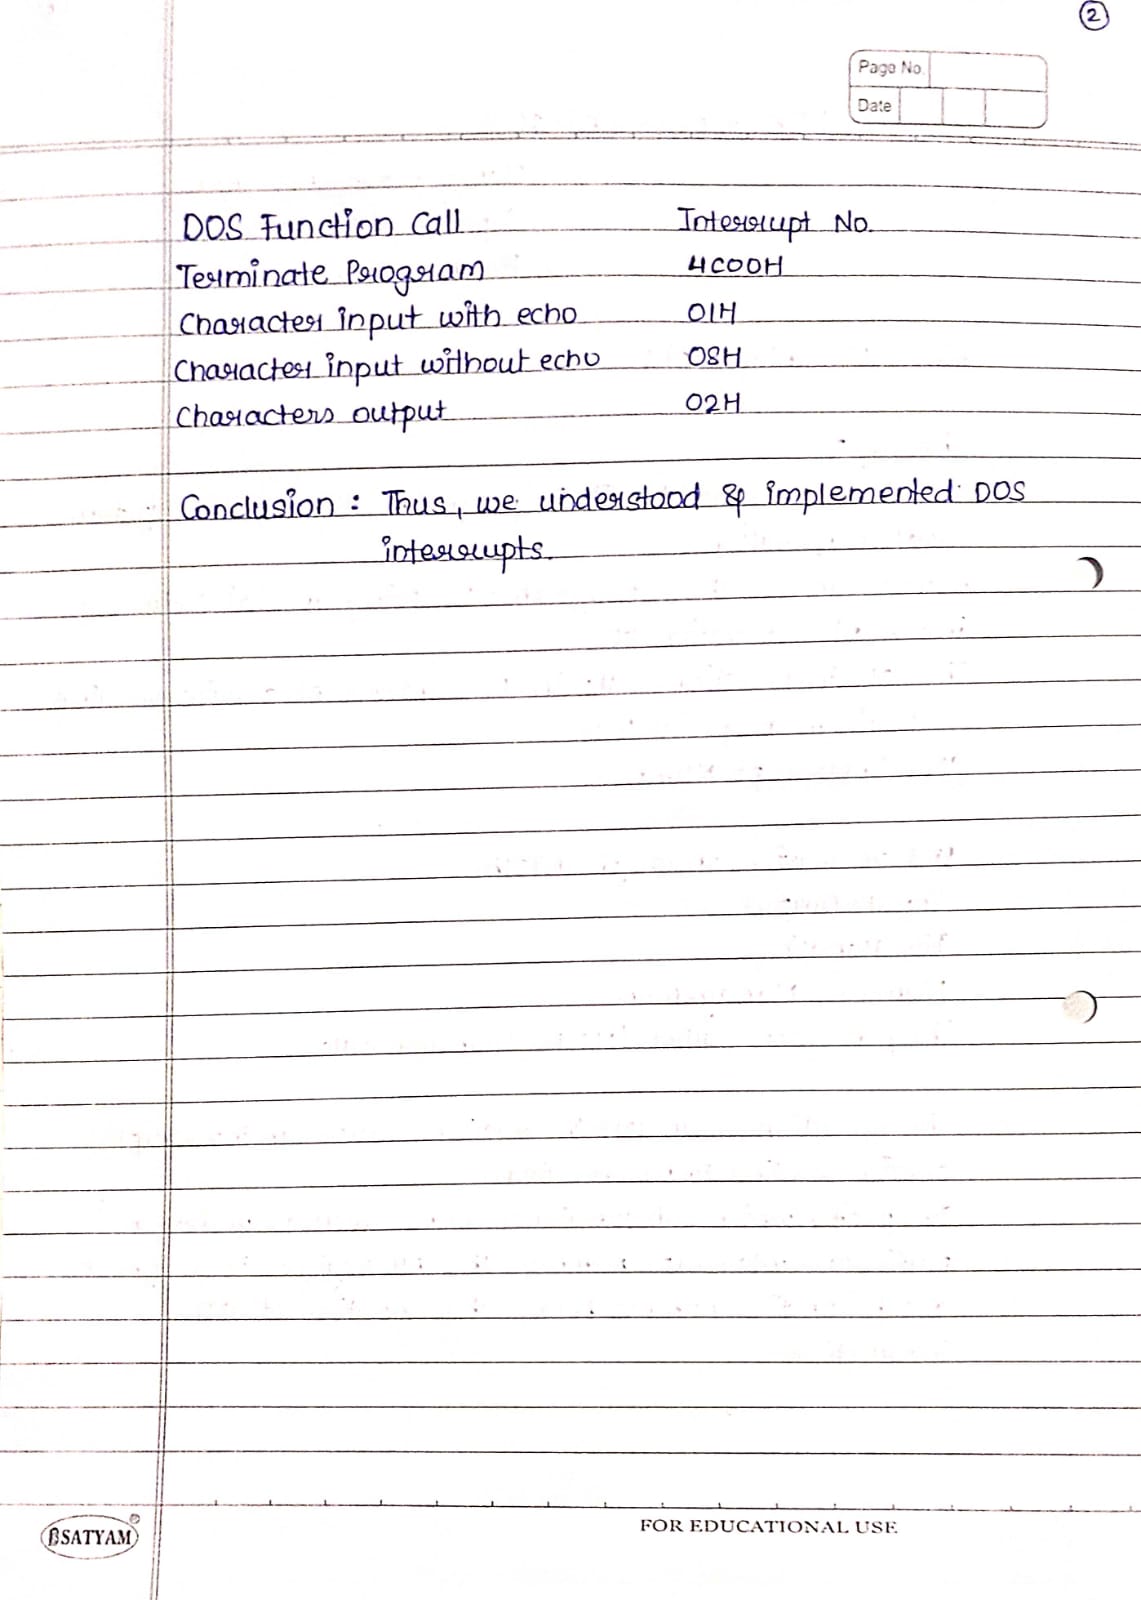 2
Page No.
Date
DOS Function Call Interrupt No.
Terminate Program 4C00H
Character input with echo 01H
Character input without echo 08H
Characters output 02H
Conclusion : Thus, we understood & implemented DOS
interrupts.
SATYAM®
FOR EDUCATIONAL USE